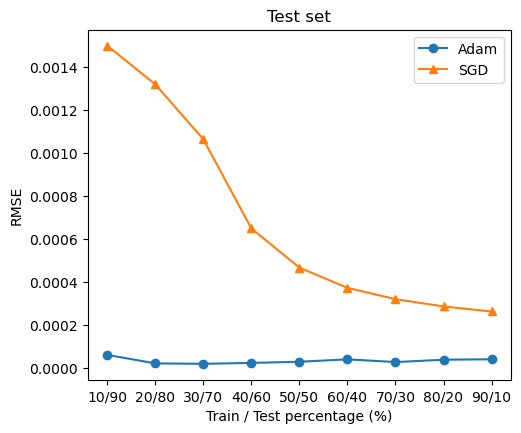 Test set
Adam
SGD
RMSE
0.0014
0.0012
0.0010
0.0008
0.0006
0.0004
0.0002
0.0000
10/90 20/80 30/70 40/60 50/50 60/40 70/30 80/20 90/10
Train / Test percentage (%)